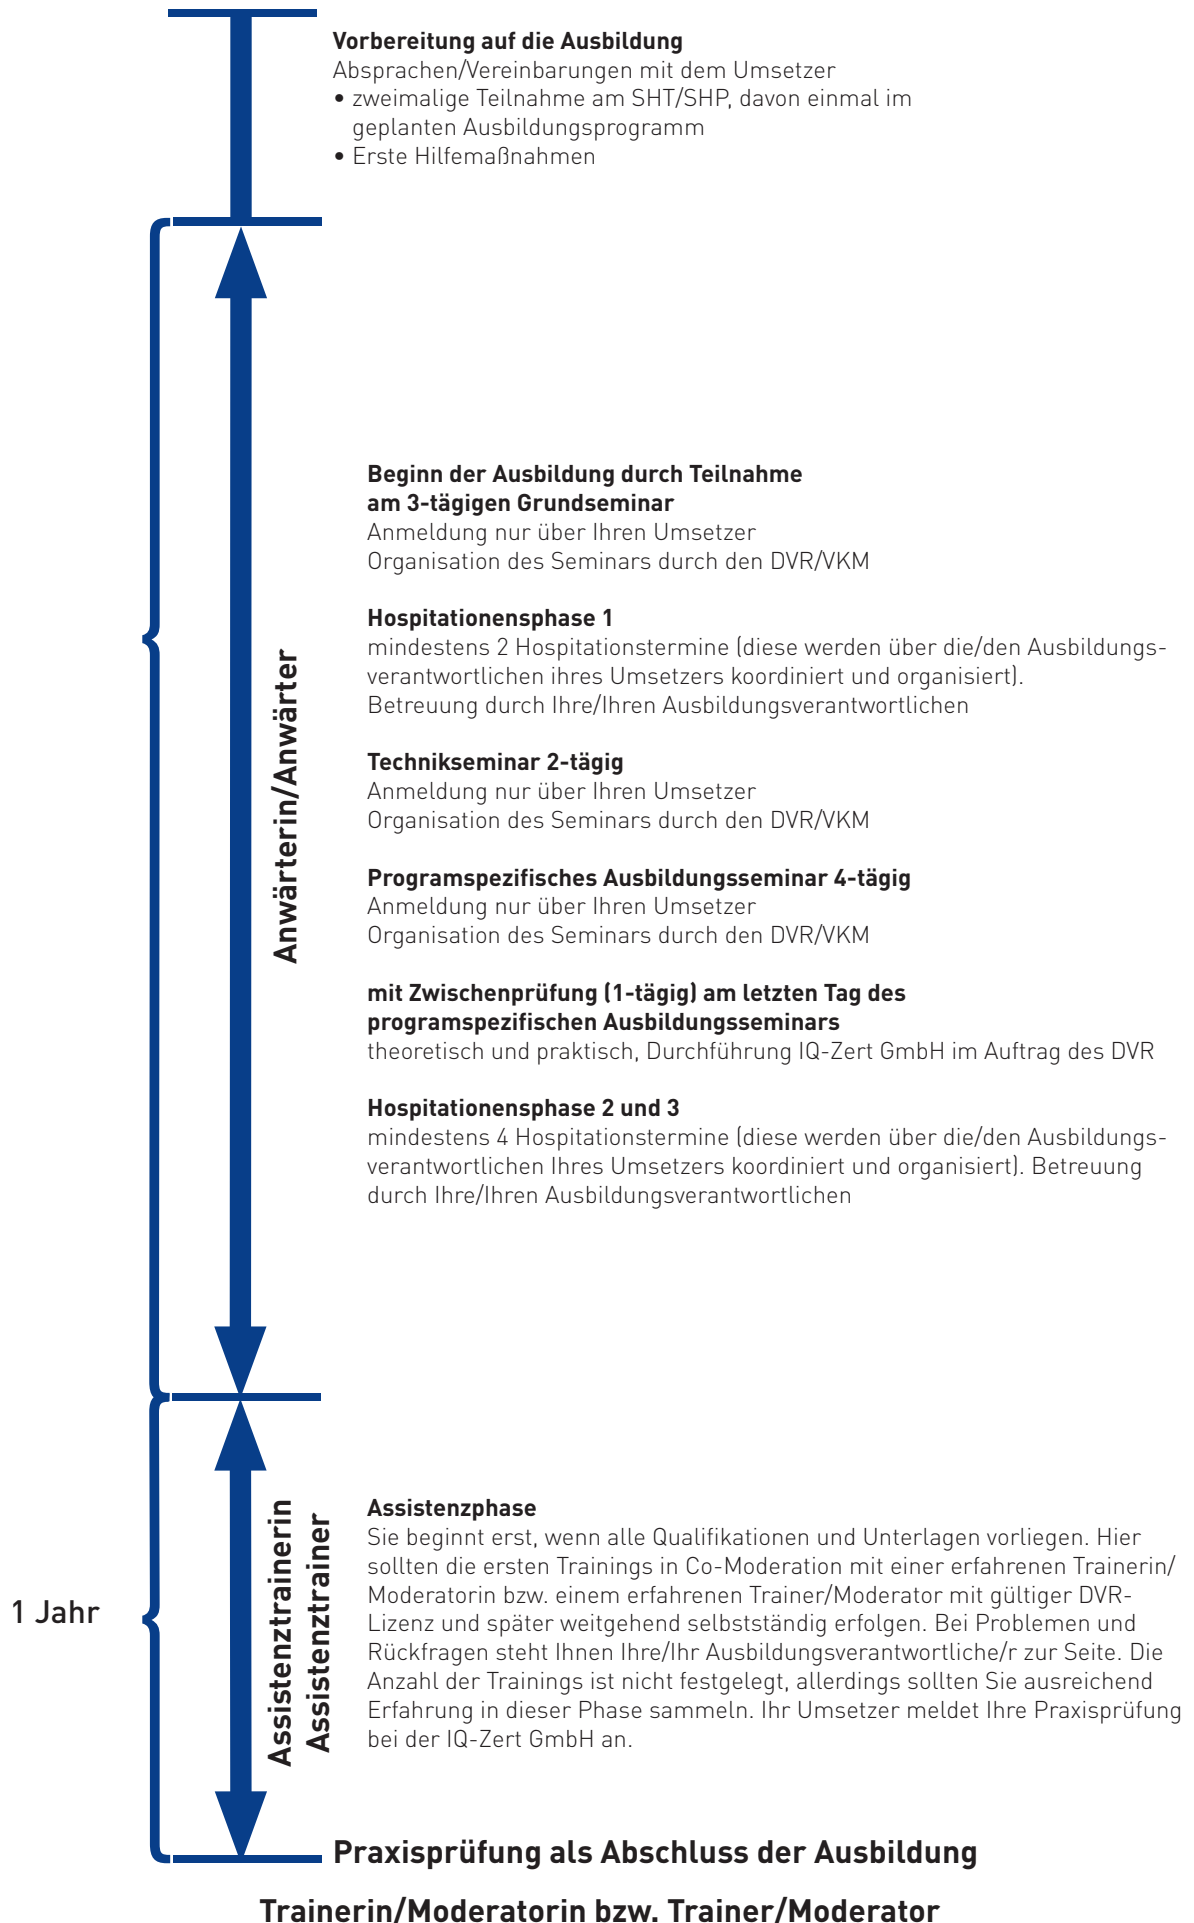 Vorbereitung auf die Ausbildung
Absprachen/Vereinbarungen mit dem Umsetzer
• zweimalige Teilnahme am SHT/SHP, davon einmal im
geplanten Ausbildungsprogramm
• Erste Hilfemaßnahmen
Anwärterin/Anwärter
Beginn der Ausbildung durch Teilnahme
am 3-tägigen Grundseminar
Anmeldung nur über Ihren Umsetzer
Organisation des Seminars durch den DVR/VKM
Hospitationensphase 1
mindestens 2 Hospitationstermine (diese werden über die/den Ausbildungs-
verantwortlichen ihres Umsetzers koordiniert und organisiert).
Betreuung durch Ihre/Ihren Ausbildungsverantwortlichen
Technikseminar 2-tägig
Anmeldung nur über Ihren Umsetzer
Organisation des Seminars durch den DVR/VKM
Programspezifisches Ausbildungsseminar 4-tägig
Anmeldung nur über Ihren Umsetzer
Organisation des Seminars durch den DVR/VKM
mit Zwischenprüfung (1-tägig) am letzten Tag des
programspezifischen Ausbildungsseminars
theoretisch und praktisch, Durchführung IQ-Zert GmbH im Auftrag des DVR
Hospitationensphase 2 und 3
mindestens 4 Hospitationstermine (diese werden über die/den Ausbildungs-
verantwortlichen Ihres Umsetzers koordiniert und organisiert). Betreuung
durch Ihre/Ihren Ausbildungsverantwortlichen
1 Jahr
Assistenztrainerin
Assistenztrainer
Assistenzphase
Sie beginnt erst, wenn alle Qualifikationen und Unterlagen vorliegen. Hier
sollten die ersten Trainings in Co-Moderation mit einer erfahrenen Trainerin/
Moderatorin bzw. einem erfahrenen Trainer/Moderator mit gültiger DVR-
Lizenz und später weitgehend selbstständig erfolgen. Bei Problemen und
Rückfragen steht Ihnen Ihre/Ihr Ausbildungsverantwortliche/r zur Seite. Die
Anzahl der Trainings ist nicht festgelegt, allerdings sollten Sie ausreichend
Erfahrung in dieser Phase sammeln. Ihr Umsetzer meldet Ihre Praxisprüfung
bei der IQ-Zert GmbH an.
Praxisprüfung als Abschluss der Ausbildung
Trainerin/Moderatorin bzw. Trainer/Moderator